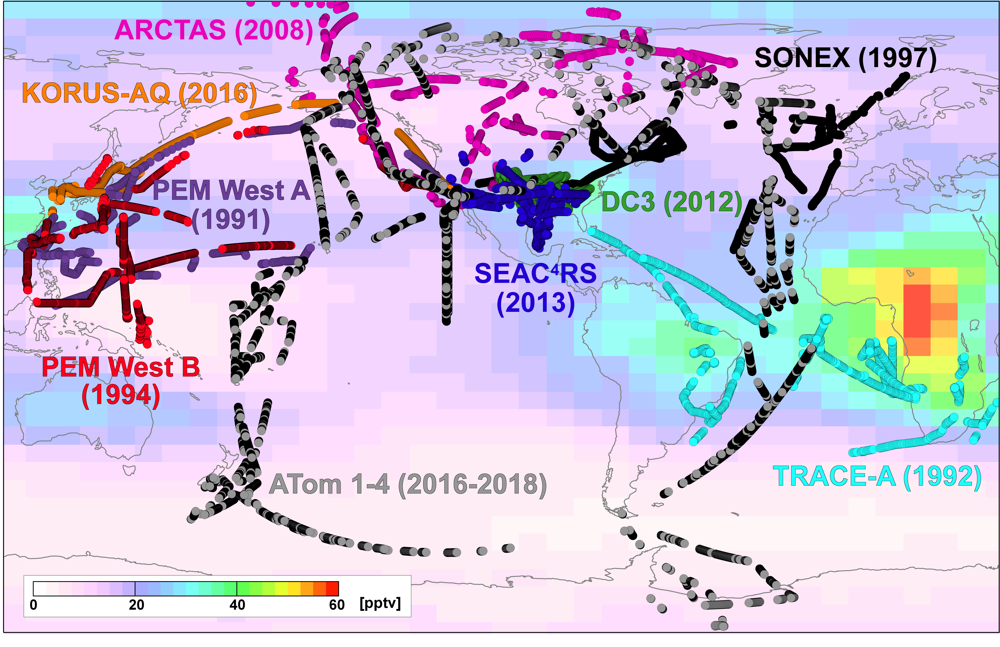 ARCTAS (2008)
SONEX (1997)
KORUS-AQ (2016)
PEM West A
(1991)
DC3 (2012)
SEAC⁴RS
(2013)
PEM West B
(1994)
TRACE-A (1992)
ATom 1-4 (2016-2018)
0 20 40 60 [pptv]